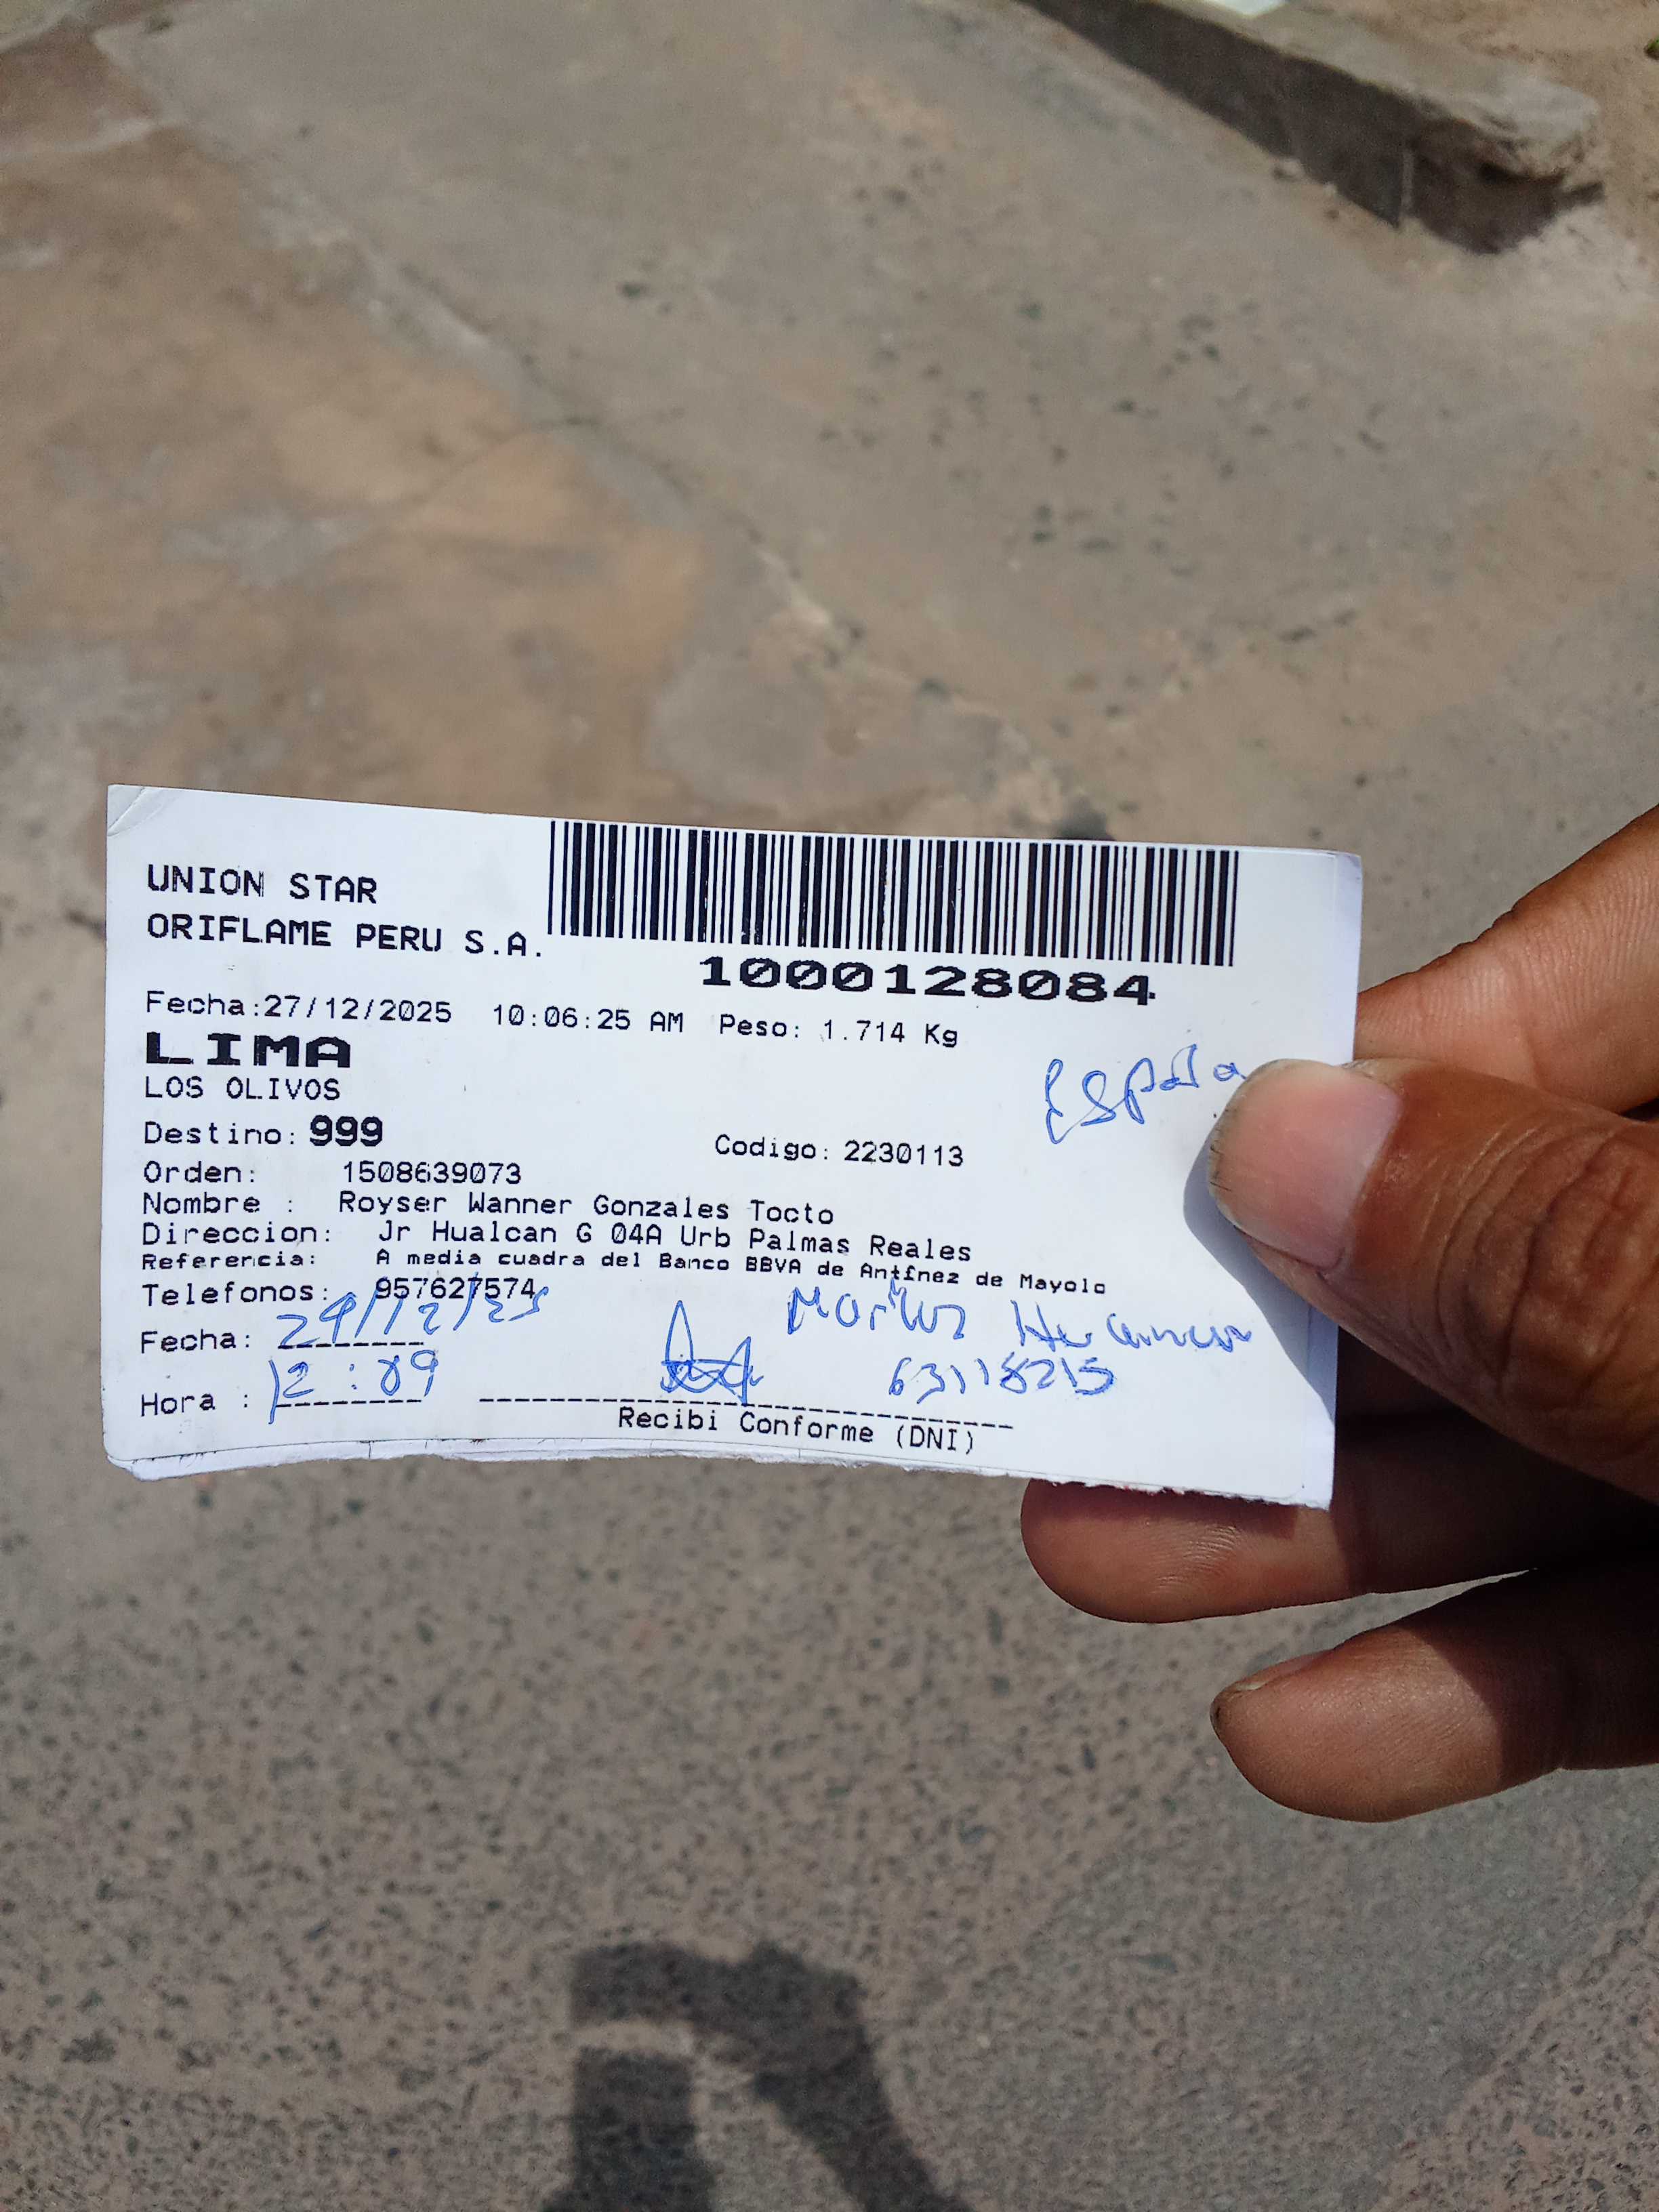 UNION STAR
ORIFLAME PERU S.A.
1000128084
Fecha:27/12/2025 10:06:25 AM Peso: 1.714 Kg
LIMA
LOS OLIVOS
España
Destino: 999
Codigo: 2230113
Orden: 1508639073
Nombre : Royser Wanner Gonzales Tocto
Direccion: Jr Hualcan G 04A Urb Palmas Reales
Referencia: A media cuadra del Banco BBVA de Antínez de Mayolo
Telefonos: 957627574
Fecha: 29/12/25
Hora : 12:09
Recibi Conforme (DNI)